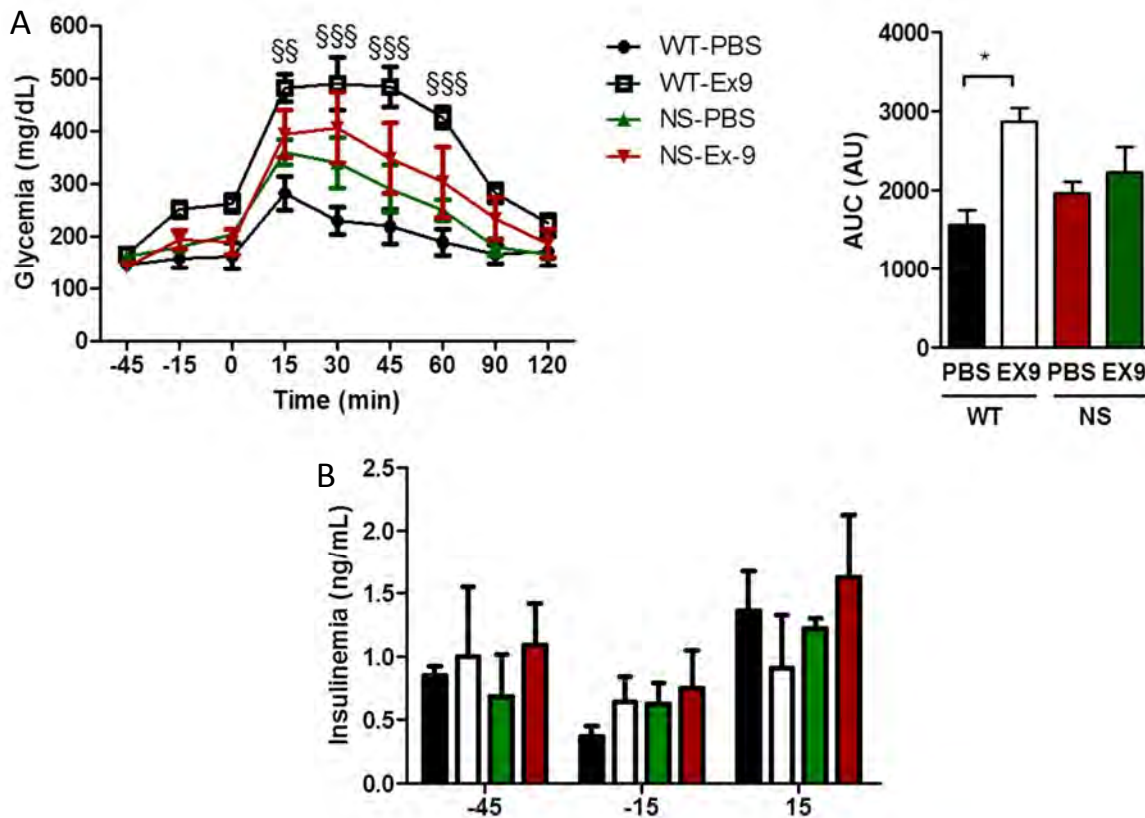 A
600
500
400
300
200
100
0
Glycemia (mg/dL)
§§
§§§
§§§
§§§
-45 -15 0 15 30 45 60 90 120
Time (min)
WT-PBS
WT-Ex9
NS-PBS
NS-Ex-9
*
4000
3000
2000
1000
0
AUC (AU)
PBS EX9 PBS EX9
WT NS
B
2.5
2.0
1.5
1.0
0.5
0.0
Insulinemia (ng/mL)
-45 -15 15